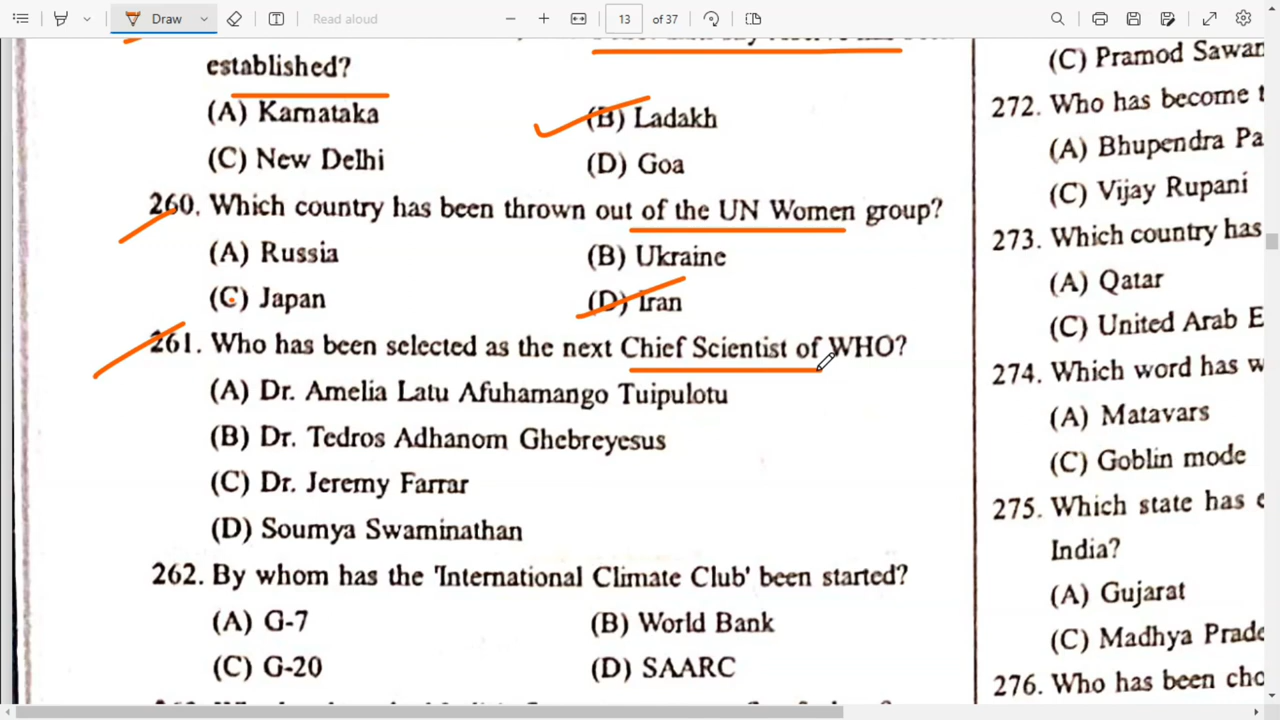 Draw
Read aloud
13 of 37
established?
(A) Karnataka (B) Ladakh
(C) New Delhi (D) Goa
260. Which country has been thrown out of the UN Women group?
(A) Russia (B) Ukraine
(C) Japan (D) Iran
261. Who has been selected as the next Chief Scientist of WHO?
(A) Dr. Amelia Latu Afuhamango Tuipulotu
(B) Dr. Tedros Adhanom Ghebreyesus
(C) Dr. Jeremy Farrar
(D) Soumya Swaminathan
262. By whom has the 'International Climate Club' been started?
(A) G-7 (B) World Bank
(C) G-20 (D) SAARC
(C) Pramod Sawan
272. Who has become t
(A) Bhupendra Pa
(C) Vijay Rupani
273. Which country has
(A) Qatar
(C) United Arab E
274. Which word has w
(A) Matavars
(C) Goblin mode
275. Which state has
India?
(A) Gujarat
(C) Madhya Prade
276. Who has been cho